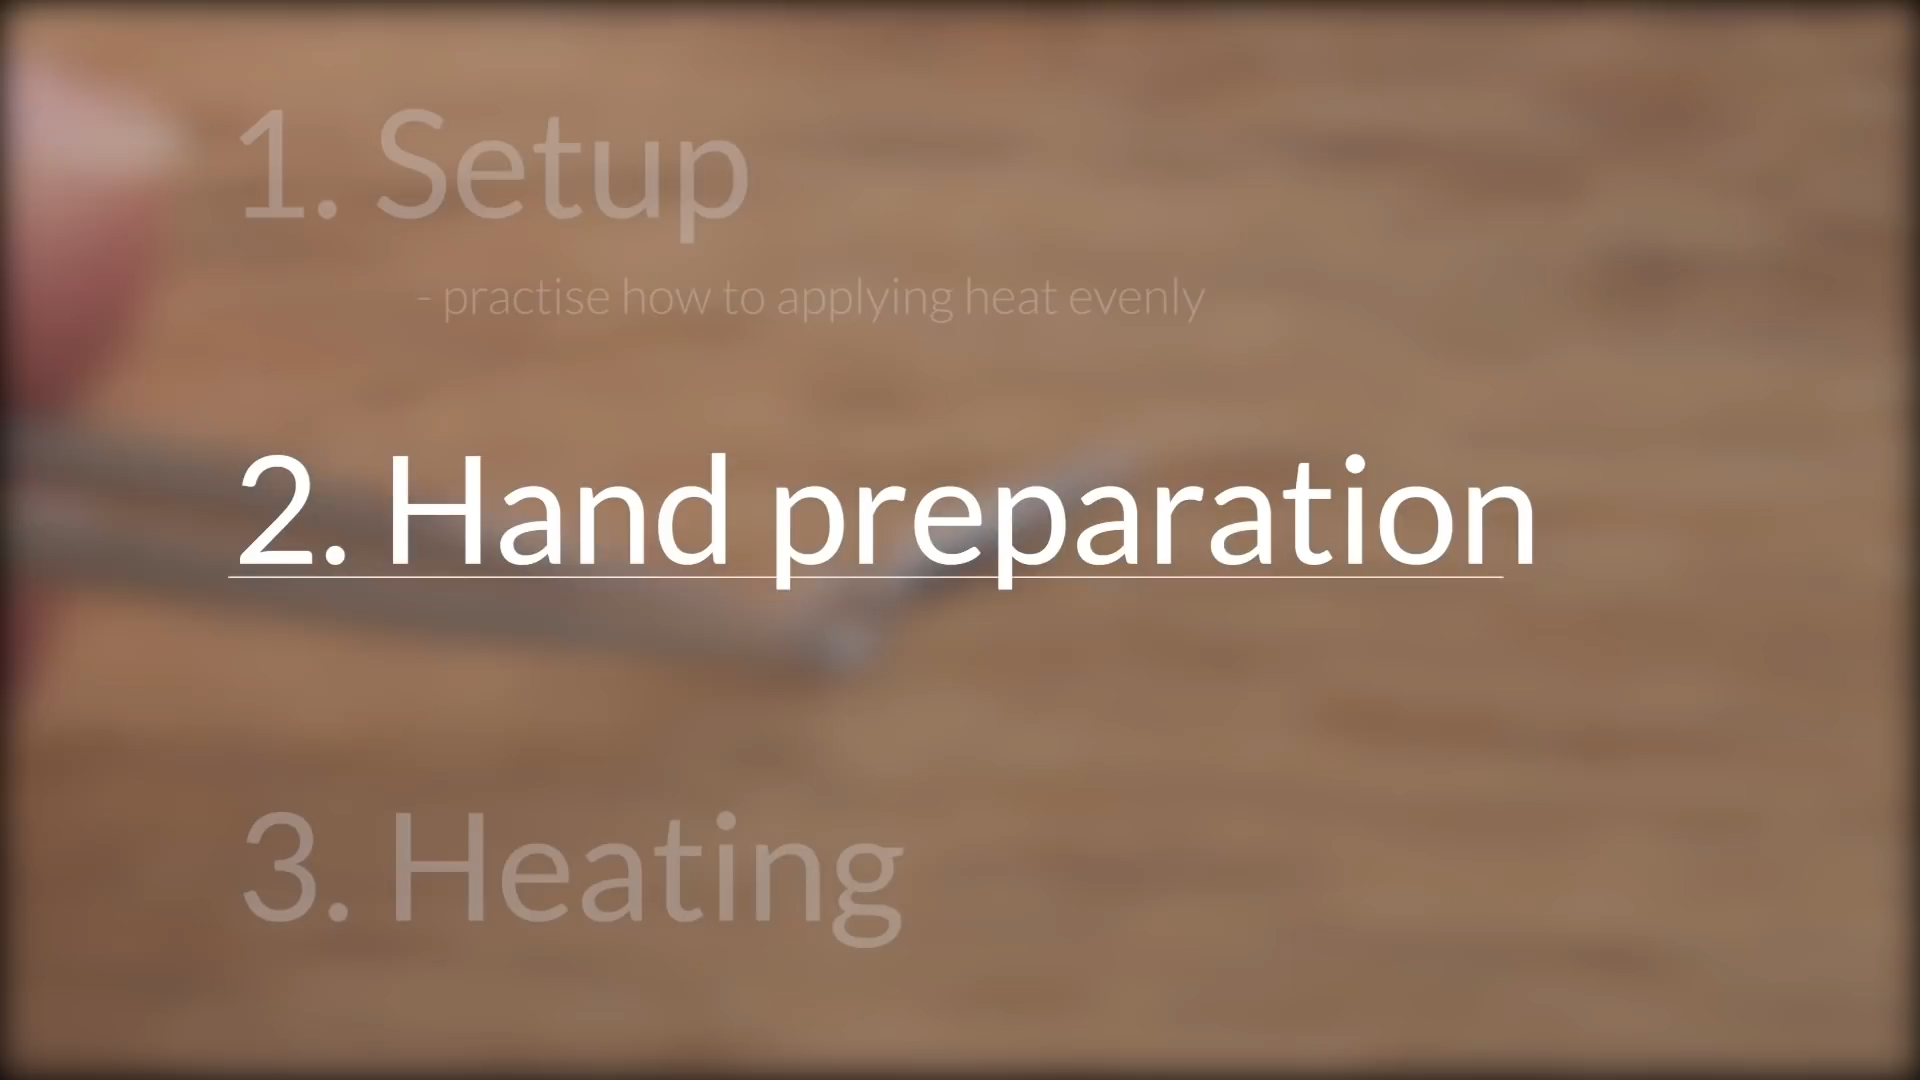 1. Setup
- practise how to applying heat evenly
2. Hand preparation
3. Heating